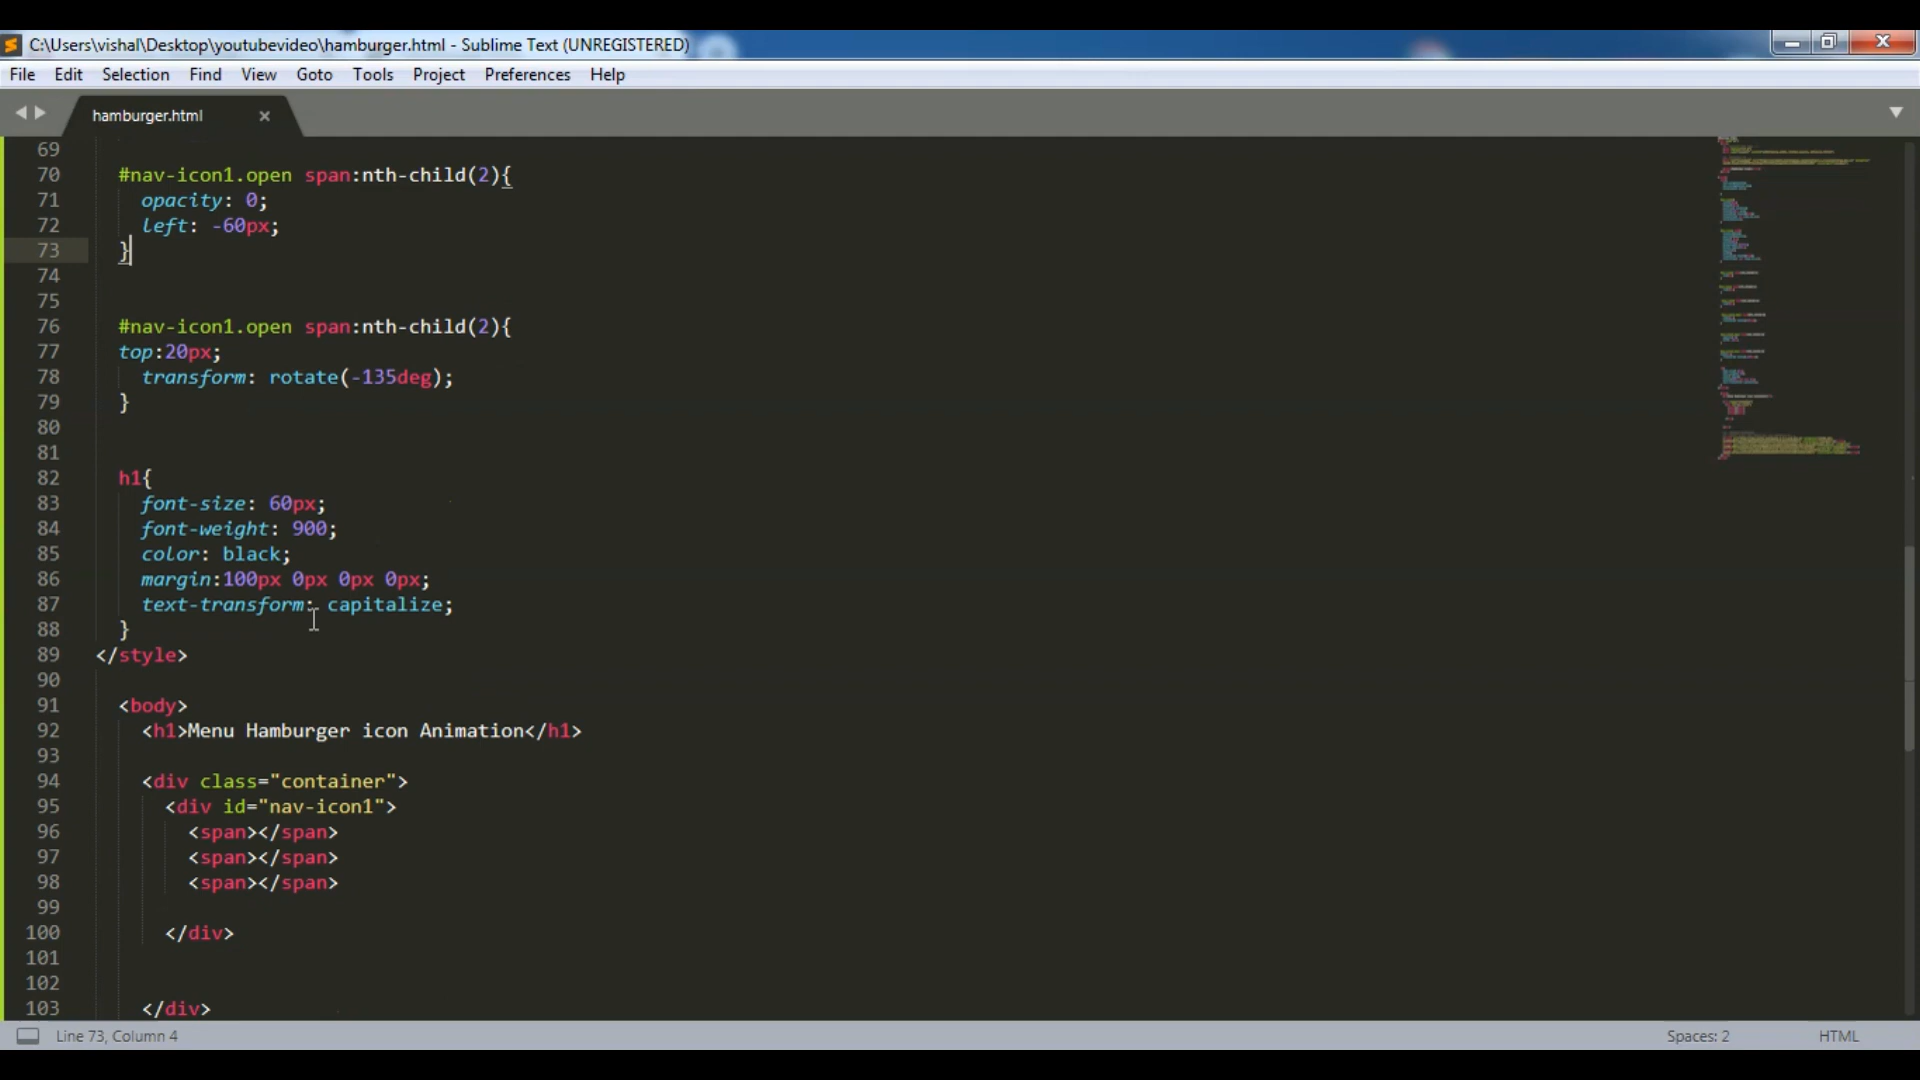 C:\Users\vishal\Desktop\youtubevideo\hamburger.html - Sublime Text (UNREGISTERED)
File Edit Selection Find View Goto Tools Project Preferences Help
hamburger.html
69
70 #nav-icon1.open span:nth-child(2){
71 opacity: 0;
72 left: -60px;
73 }
74
75
76 #nav-icon1.open span:nth-child(2){
77 top:20px;
78 transform: rotate(-135deg);
79 }
80
81
82 h1{
83 font-size: 60px;
84 font-weight: 900;
85 color: black;
86 margin:100px 0px 0px 0px;
87 text-transform: capitalize;
88 }
89 </style>
90
91 <body>
92 <h1>Menu Hamburger icon Animation</h1>
93
94 <div class="container">
95 <div id="nav-icon1">
96 <span></span>
97 <span></span>
98 <span></span>
99
100 </div>
101
102
103 </div>
Line 73, Column 4 Spaces: 2 HTML